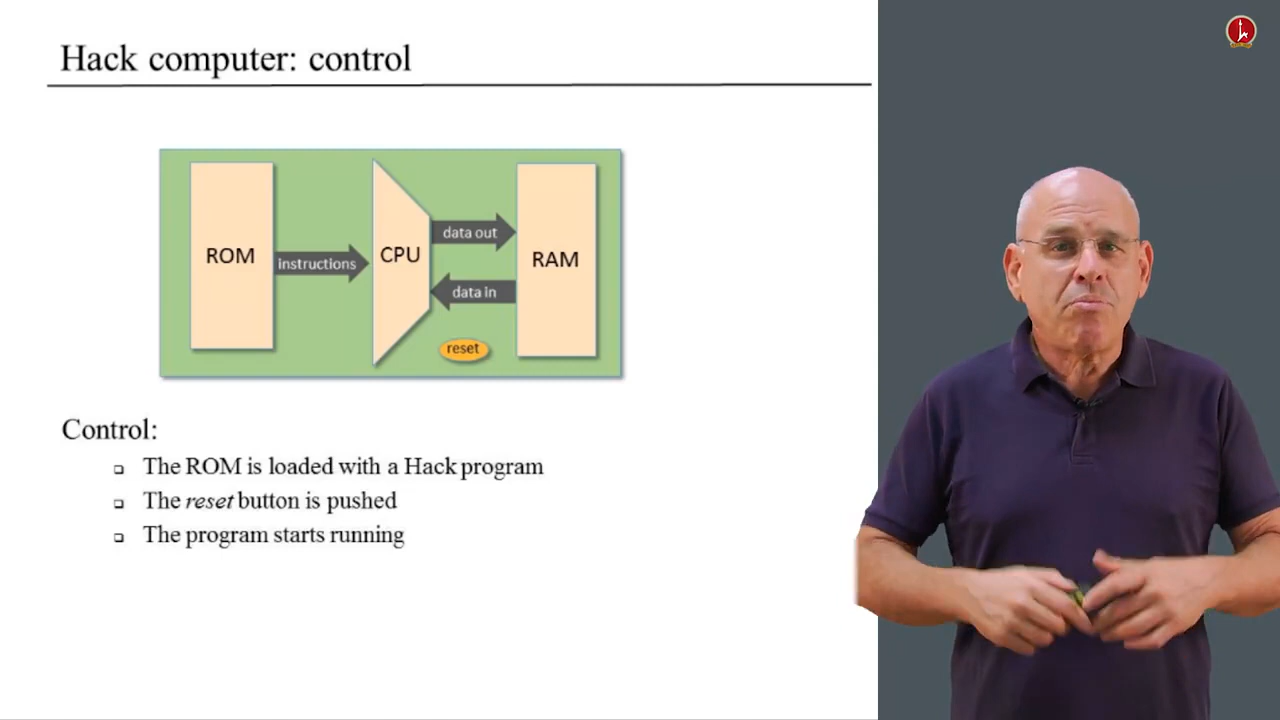 Hack computer: control
ROM
instructions
CPU
data out
data in
RAM
reset
Control:
The ROM is loaded with a Hack program
The reset button is pushed
The program starts running